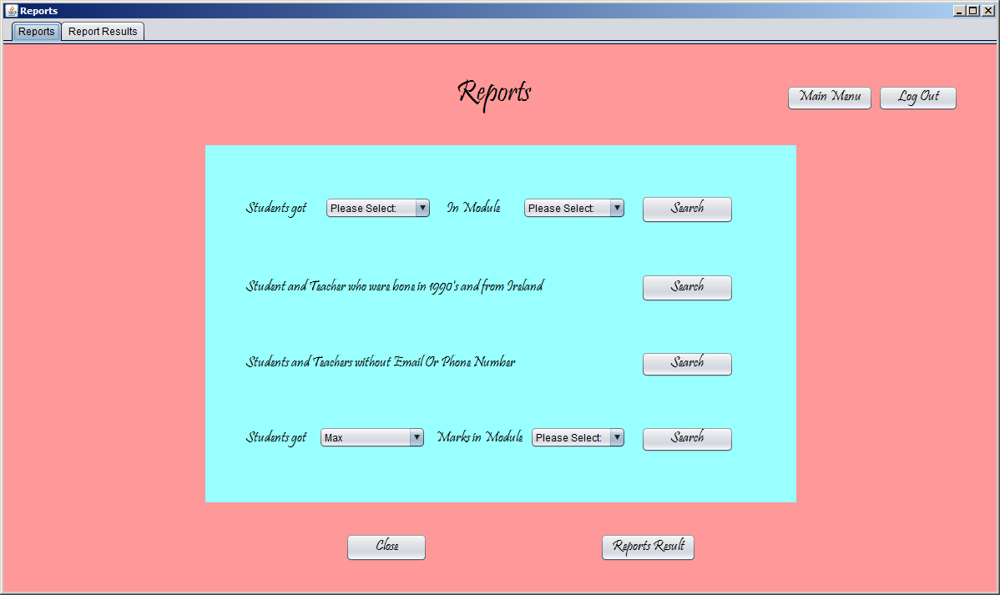 Reports
Reports Report Results
Reports
Main Menu Log Out
Students got Please Select: In Module Please Select: Search
Student and Teacher who were bone in 1990's and from Ireland Search
Students and Teachers without Email Or Phone Number Search
Students got Max Marks in Module Please Select: Search
Close Reports Result